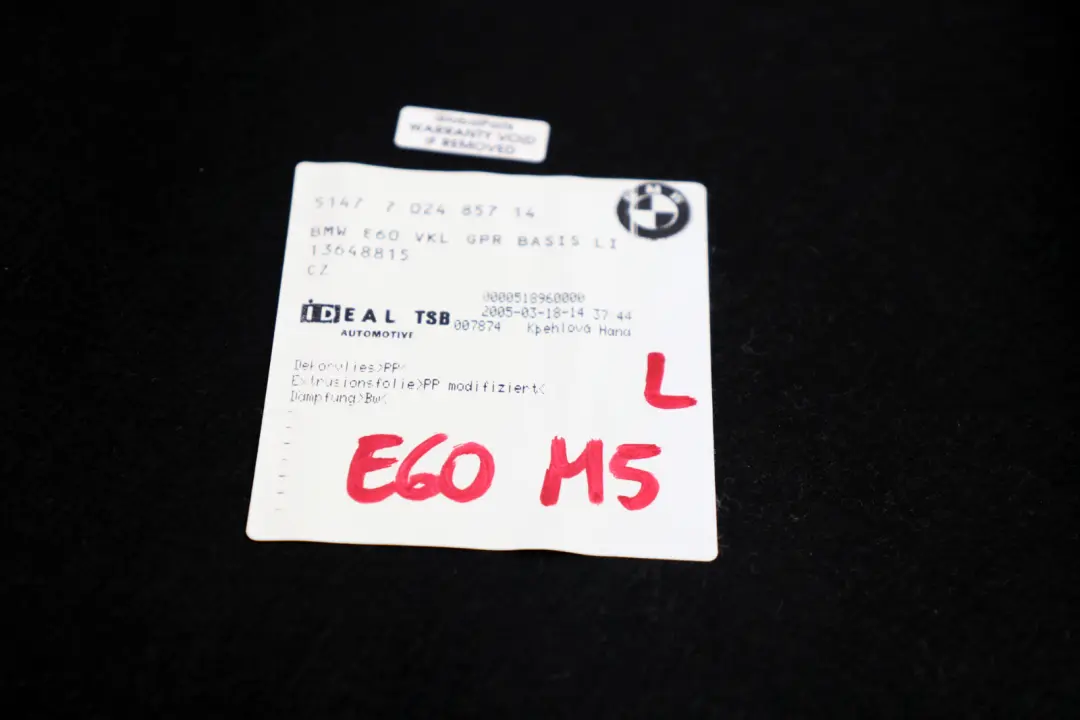 WARRANTY VOID
IF REMOVED
5147 7 024 857 14
BMW
BMW E60 VKL GPR BASIS LI
13648815
CZ
0000518960000
IDEAL TSB 2005-03-18-14 37 44
AUTOMOTIVE 007874 Kpehlová Hana
Dekorvlies>PP<
Extrusionsfolie>PP modifiziert<
Dämpfung>BW<
L
E60 M5